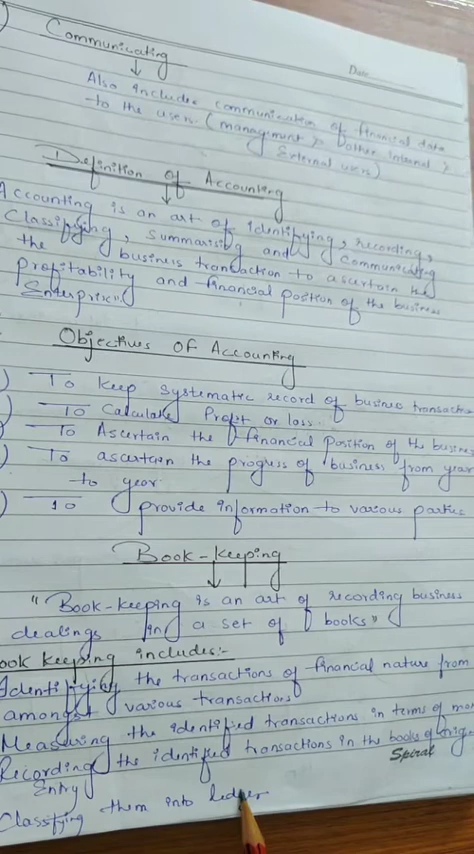 Communicating
Date
Also includes communication of financial data
to the users (management, other internal,
External users)
Definition of Accounting
Accounting is an art of identifying, recording,
Classifying, summarising and communicating
the business transaction to ascertain the
profitability and financial position of the business
Enterprise"
Objectives OF Accounting
) To keep systematic record of business transactio
) To Calculate Profit or loss.
) To Ascertain the financial position of the busines
) To ascertain the progress of business from year
to year.
) To provide information to various parties
Book-keeping
"Book-keeping is an art of recording business
dealings in a set of books"
ook keeping includes:-
Identifying the transactions of financial nature from
amongst various transactions
Measuring the identified transactions in terms of mon
Recording the identified transactions in the books of origin
Entry
Spiral
Classifying them into ledger